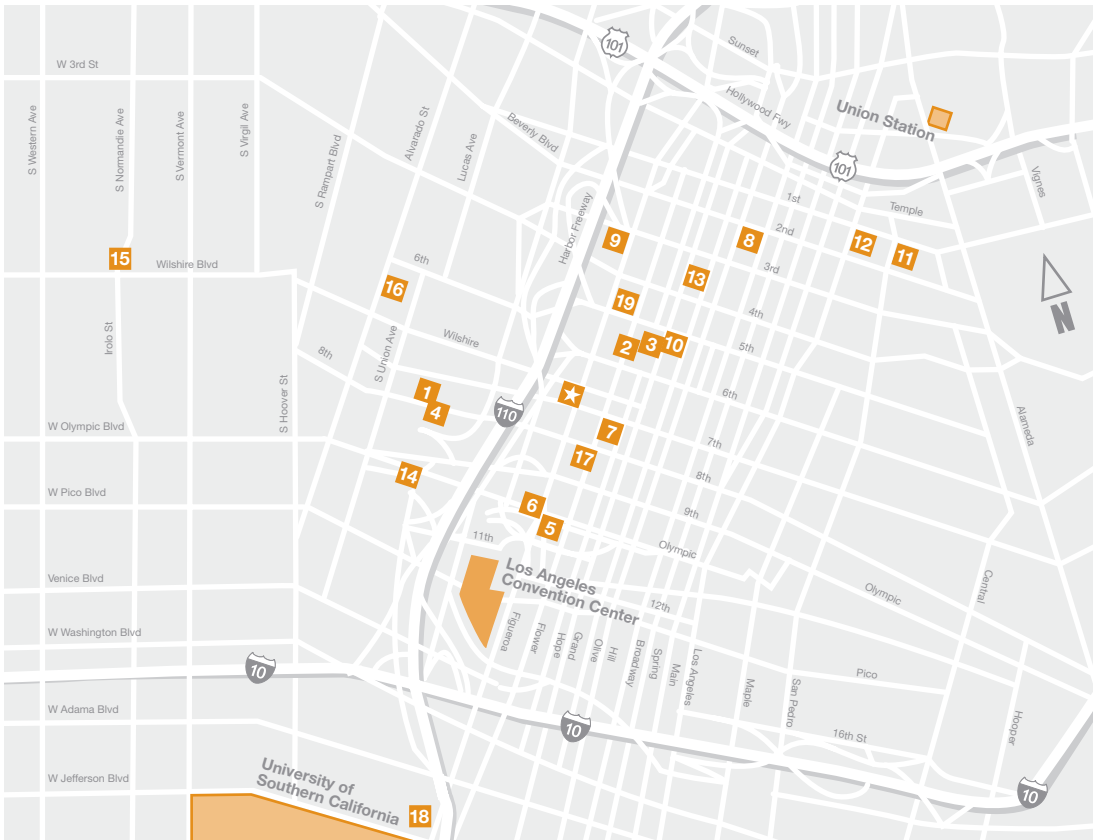 101
Sunset
W 3rd St
Hollywood Fwy
Union Station
Beverly Blvd
S Western Ave
S Normandie Ave
S Vermont Ave
S Virgil Ave
S Rampart Blvd
Alvarado St
Lucas Ave
101
Vignes
1st
Temple
Harbor Freeway
2nd
9
8
12
11
15
Wilshire Blvd
6th
3rd
13
16
19
4th
N
Irolo St
S Union Ave
Wilshire
2
3
10
5th
8th
1
4
110
6th
S Hoover St
W Olympic Blvd
7
7th
Alameda
17
14
8th
W Pico Blvd
6
5
9th
11th
Olympic
Los Angeles
Convention Center
Venice Blvd
12th
Olympic
Central
W Washington Blvd
Figueroa
Flower
Hope
Grand
Olive
Hill
Broadway
Spring
Main
Los Angeles
Maple
San Pedro
Pico
10
W Adama Blvd
10
16th St
Hooper
W Jefferson Blvd
University of
Southern California
18
10